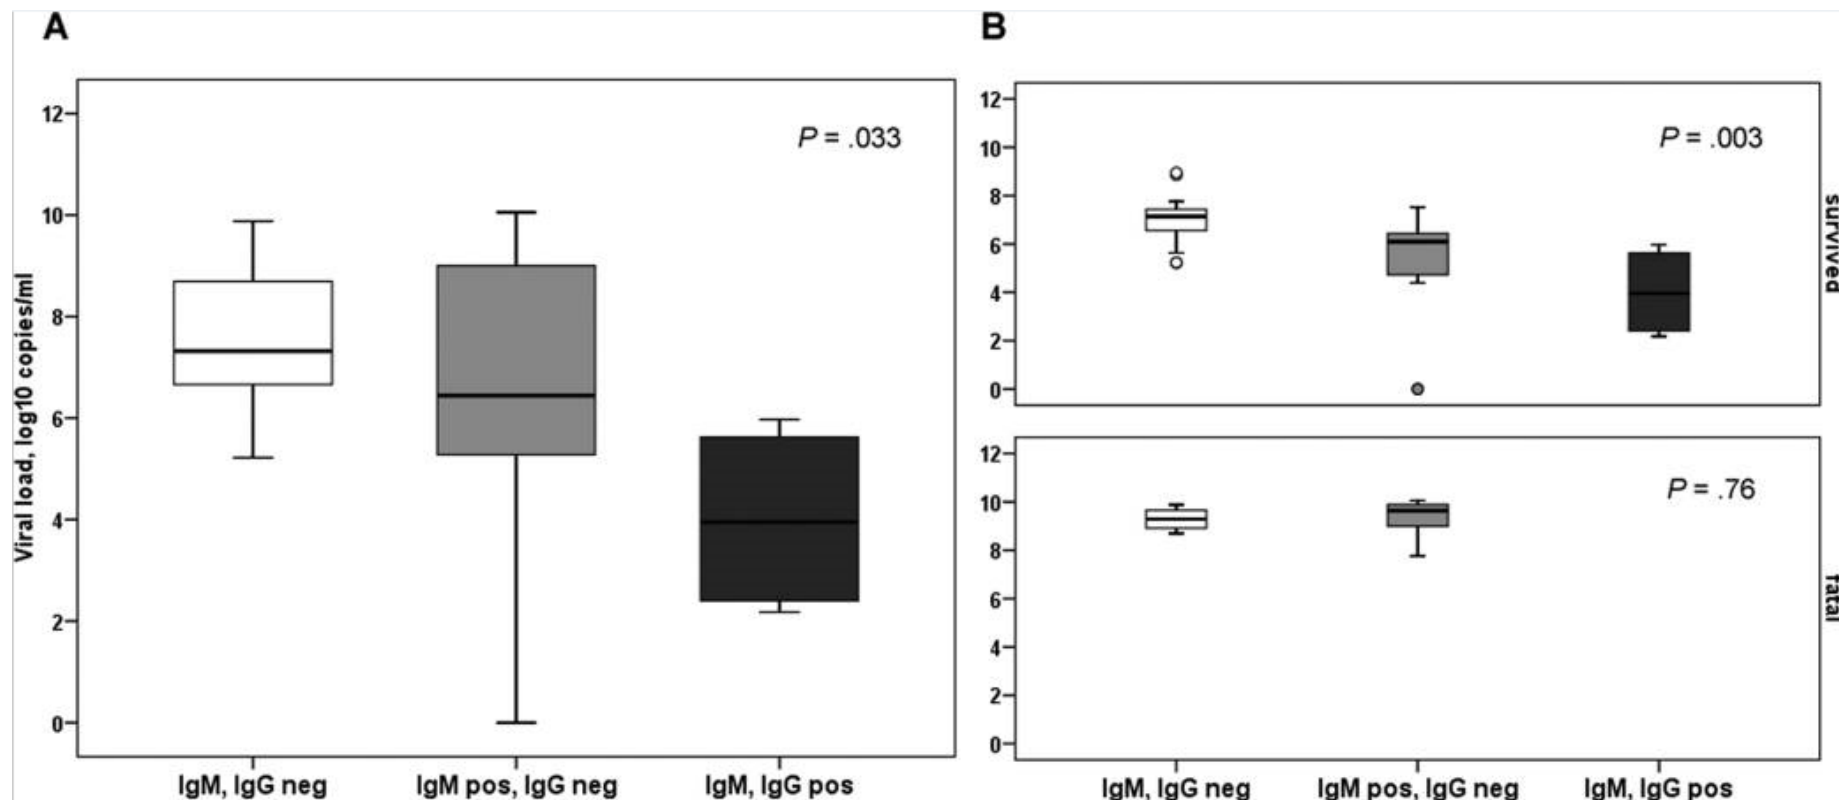 A
Viral load, log10 copies/ml
12
10
8
6
4
2
0
P = .033
IgM, IgG neg
IgM pos, IgG neg
IgM, IgG pos
B
12
10
8
6
4
2
0
P = .003
survived
12
10
8
6
4
2
0
P = .76
fatal
IgM, IgG neg
IgM pos, IgG neg
IgM, IgG pos